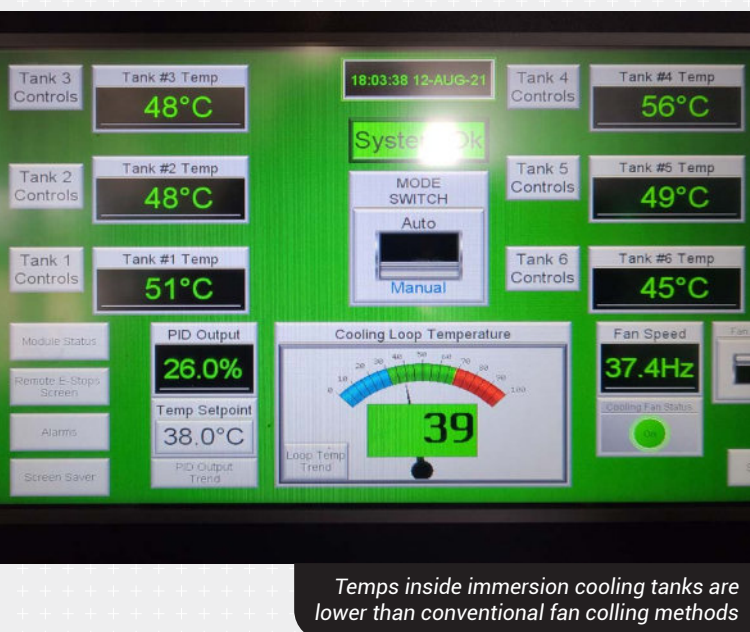 Tank 3
Controls
Tank #3 Temp
48°C
18:03:38 12-AUG-21
Tank 4
Controls
Tank #4 Temp
56°C
System Ok
Tank 2
Controls
Tank #2 Temp
48°C
MODE
SWITCH
Auto
Manual
Tank 5
Controls
Tank #5 Temp
49°C
Tank 1
Controls
Tank #1 Temp
51°C
Tank 6
Controls
Tank #6 Temp
45°C
Module Status
Remote E-Stops
Screen
Alarms
Screen Saver
PID Output
26.0%
Temp Setpoint
38.0°C
PID Output
Trend
Cooling Loop Temperature
0 10 20 30 40 50 60 70 80 90 100
39
Loop Temp
Trend
Fan Speed
37.4Hz
Cooling Fan Status
On
Fan
Temps inside immersion cooling tanks are
lower than conventional fan colling methods